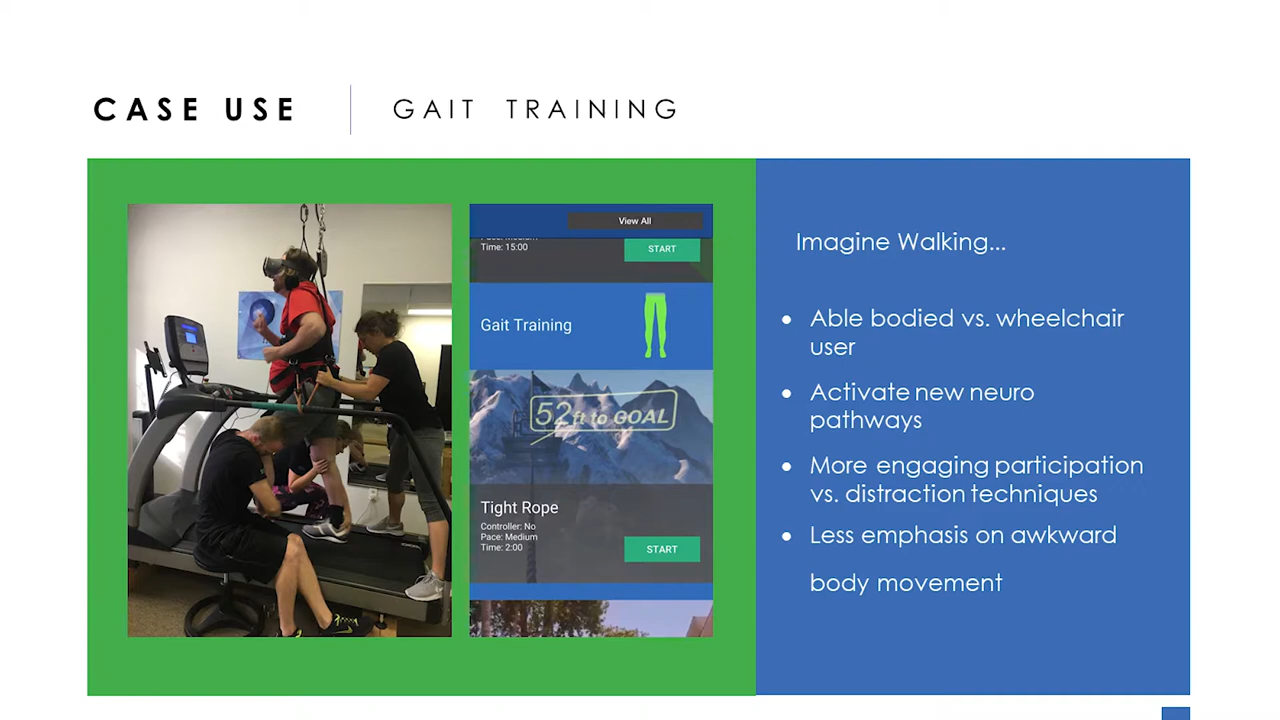 CASE USE
GAIT TRAINING
View All
Time: 15:00
START
Gait Training
52ft to GOAL
Tight Rope
Controller: No
Pace: Medium
Time: 2:00
START
Imagine Walking...
• Able bodied vs. wheelchair
user
• Activate new neuro
pathways
• More engaging participation
vs. distraction techniques
• Less emphasis on awkward
body movement